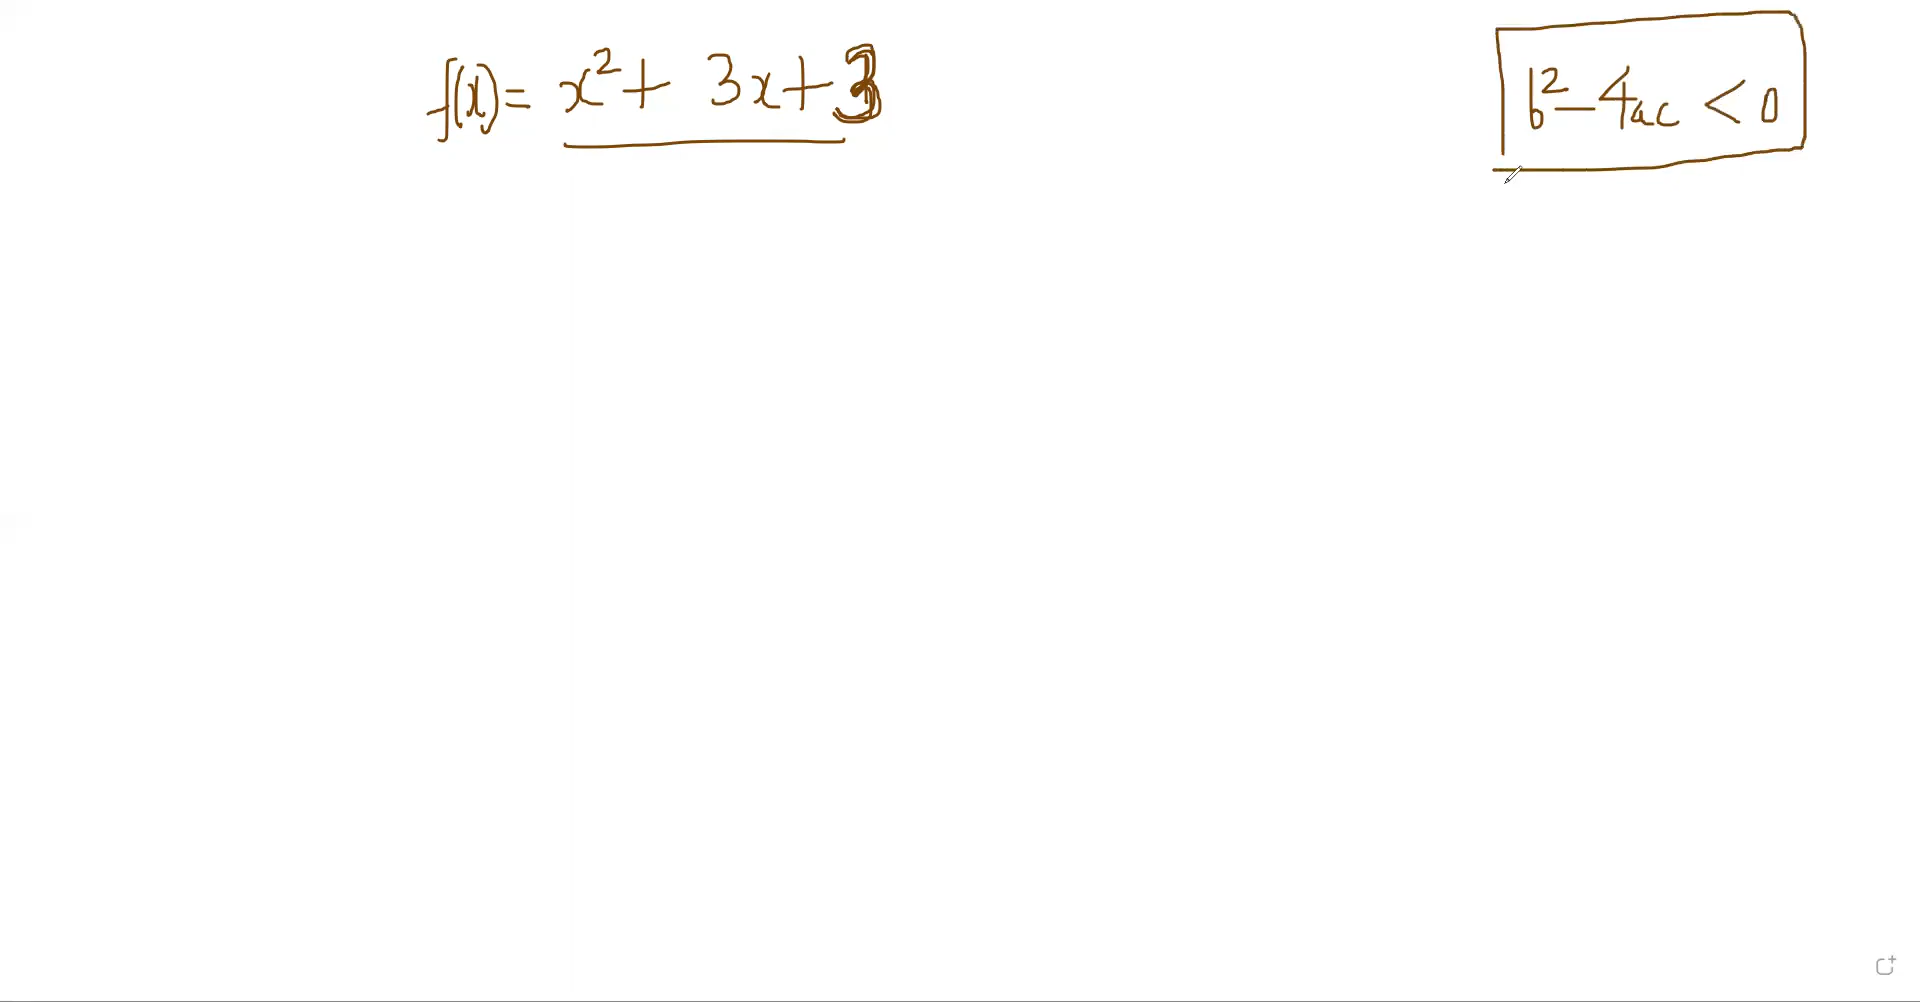 f(x) = x² + 3x + 3
b² - 4ac < 0